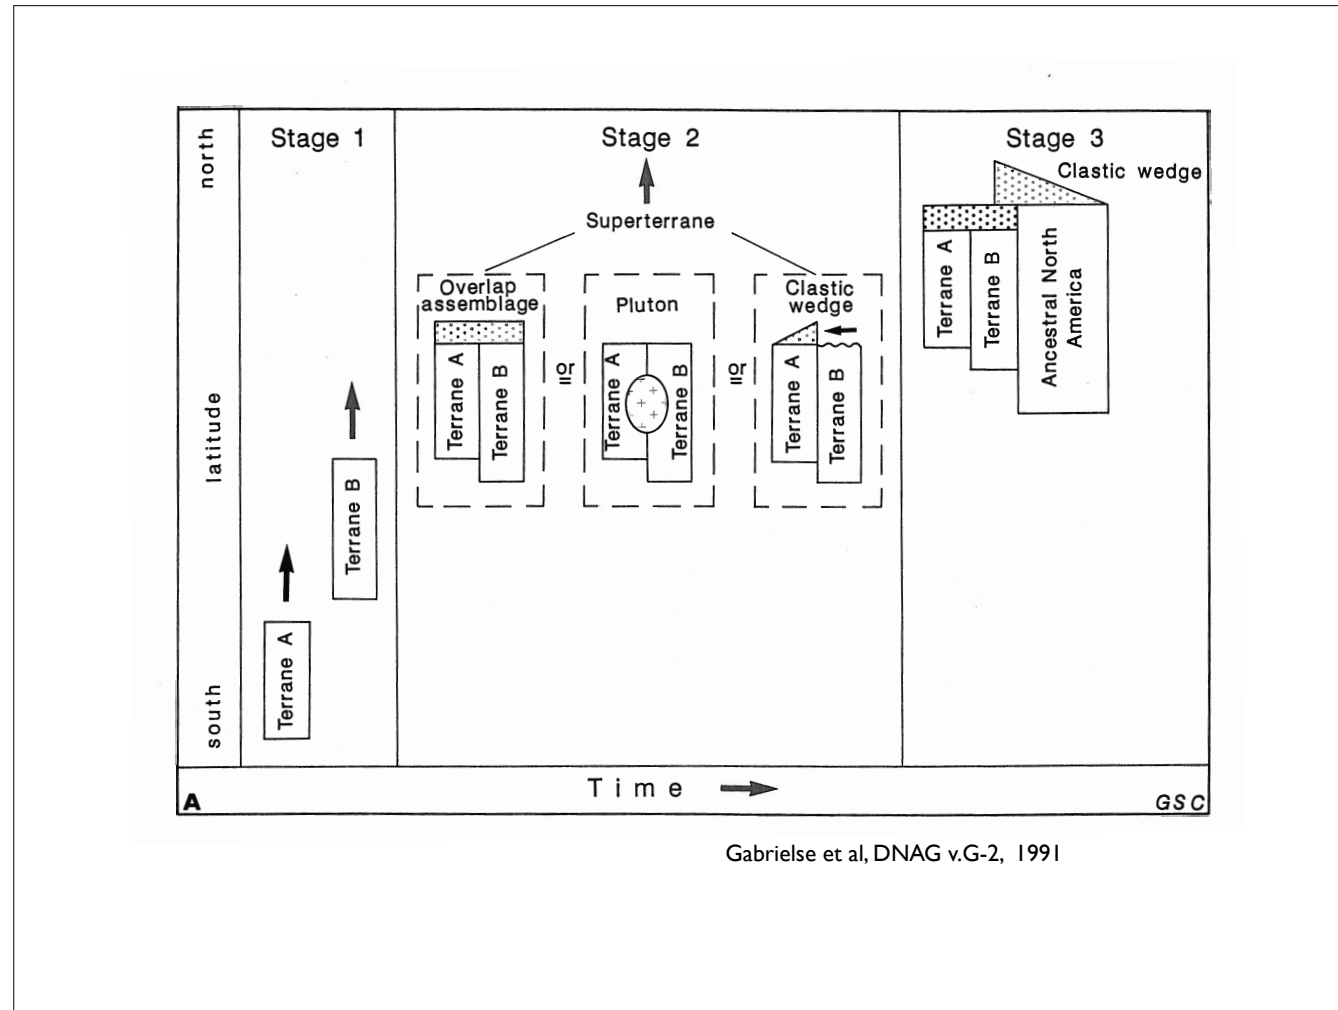 north
latitude
south
Stage 1
Terrane A
Terrane B
Stage 2
Superterrane
Overlap
assemblage
Terrane A
Terrane B
or
Pluton
Terrane A
Terrane B
or
Clastic
wedge
Terrane A
Terrane B
Stage 3
Clastic wedge
Terrane A
Terrane B
Ancestral North
America
Time
A
GSC
Gabrielse et al, DNAG v.G-2, 1991